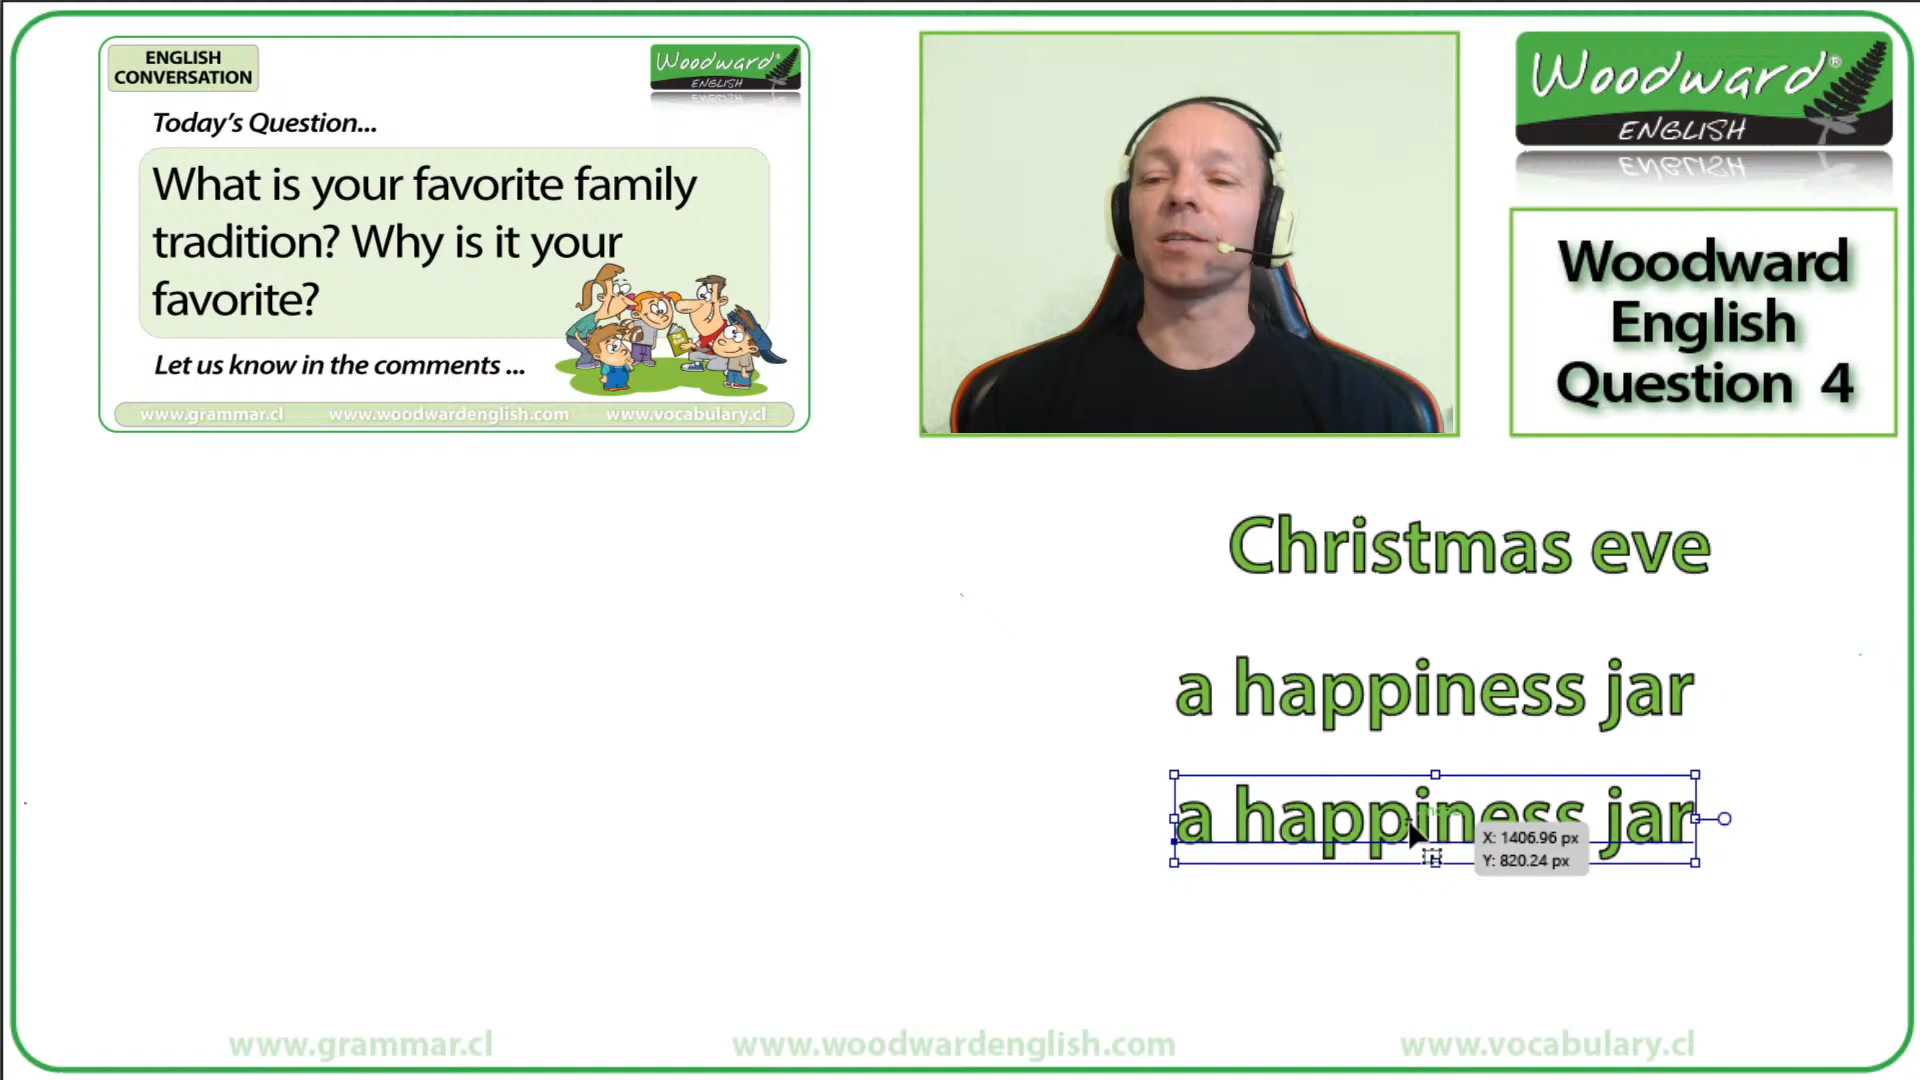 ENGLISH
CONVERSATION
Woodward®
ENGLISH
Today's Question...
What is your favorite family
tradition? Why is it your
favorite?
Let us know in the comments ...
www.grammar.cl www.woodwardenglish.com www.vocabulary.cl
Woodward®
ENGLISH
Woodward
English
Question 4
Christmas eve
a happiness jar
a happiness jar
X: 1406.96 px
Y: 820.24 px
www.grammar.cl www.woodwardenglish.com www.vocabulary.cl